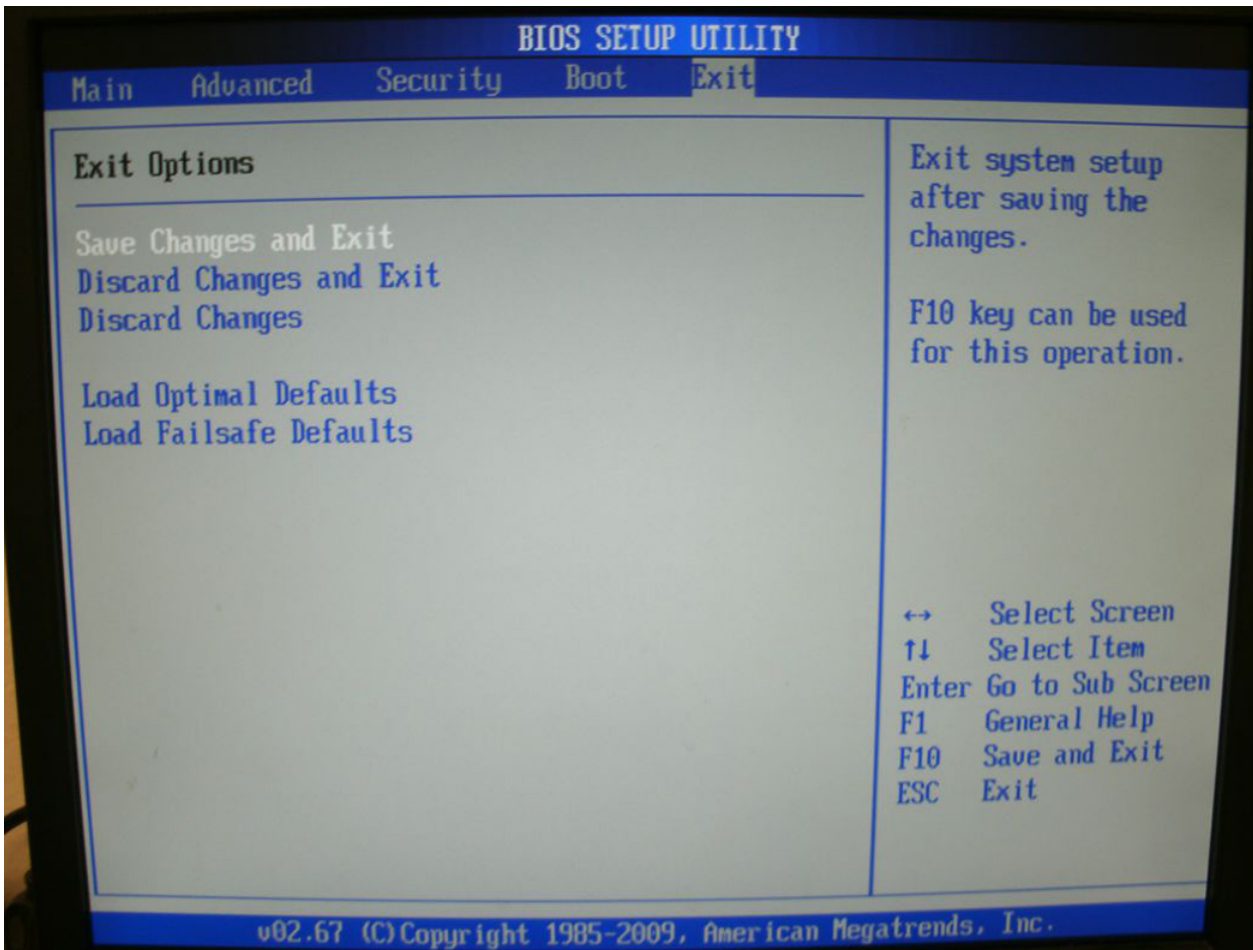 BIOS SETUP UTILITY
Main Advanced Security Boot Exit
Exit Options
Save Changes and Exit
Discard Changes and Exit
Discard Changes
Load Optimal Defaults
Load Failsafe Defaults
Exit system setup
after saving the
changes.
F10 key can be used
for this operation.
↔ Select Screen
↑↓ Select Item
Enter Go to Sub Screen
F1 General Help
F10 Save and Exit
ESC Exit
v02.67 (C)Copyright 1985-2009, American Megatrends, Inc.